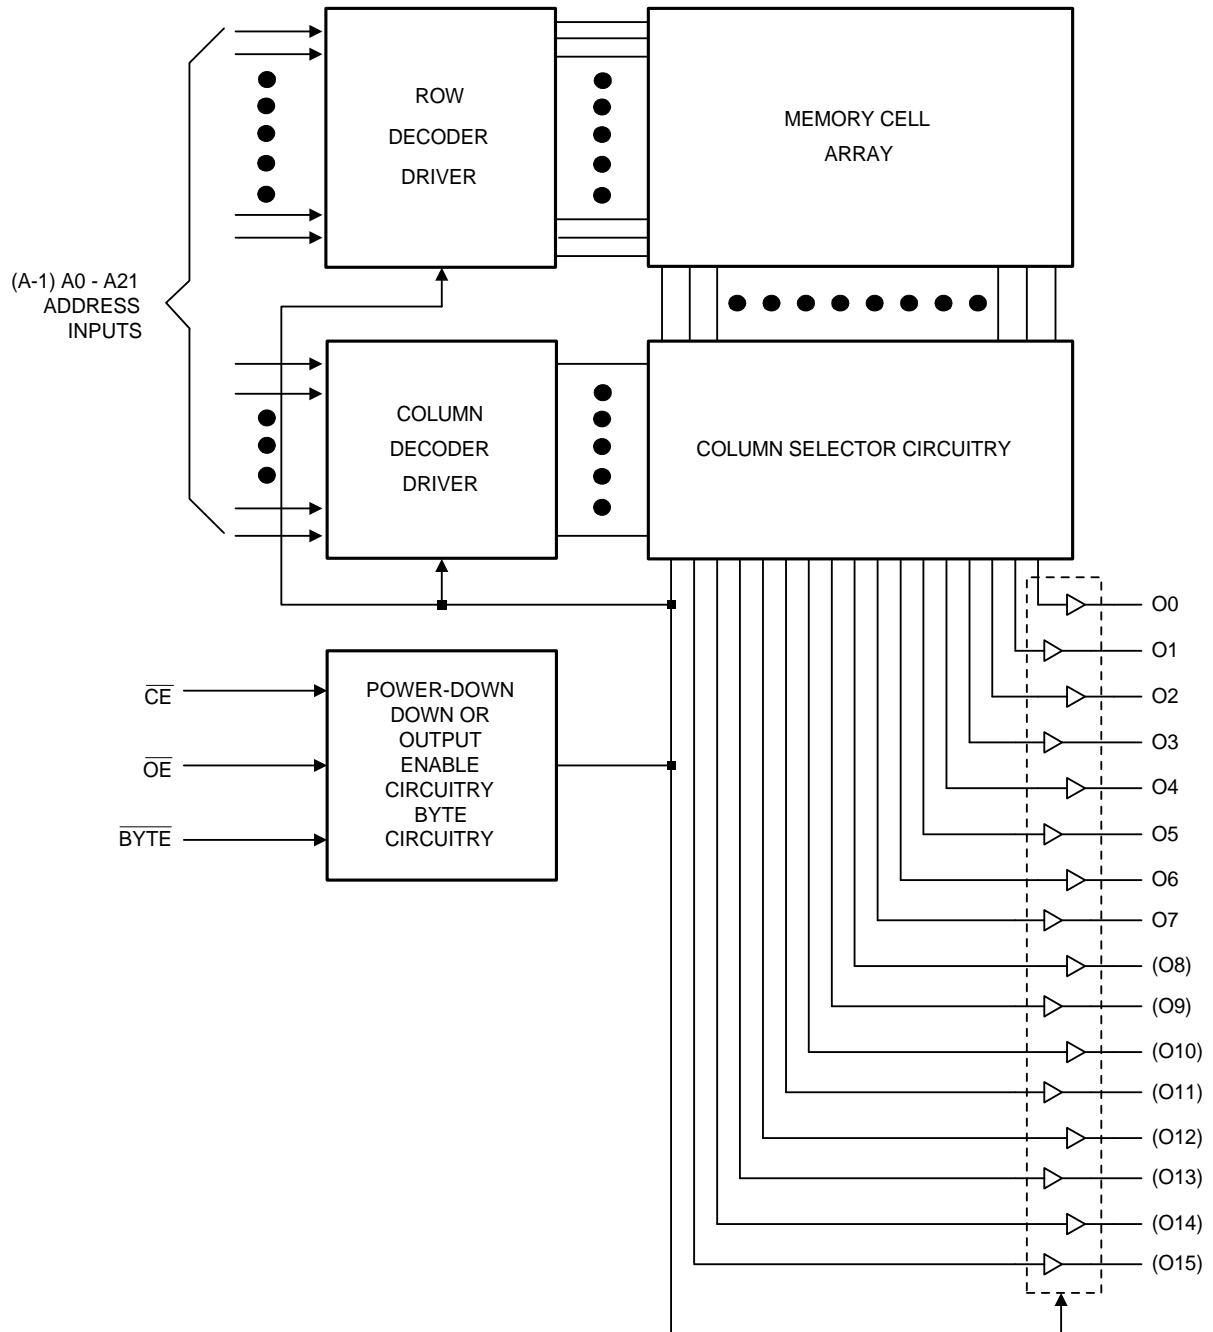 ROW
DECODER
DRIVER
MEMORY CELL
ARRAY
(A-1) A0 - A21
ADDRESS
INPUTS
COLUMN
DECODER
DRIVER
COLUMN SELECTOR CIRCUITRY
CE
OE
BYTE
POWER-DOWN
DOWN OR
OUTPUT
ENABLE
CIRCUITRY
BYTE
CIRCUITRY
O0
O1
O2
O3
O4
O5
O6
O7
(O8)
(O9)
(O10)
(O11)
(O12)
(O13)
(O14)
(O15)